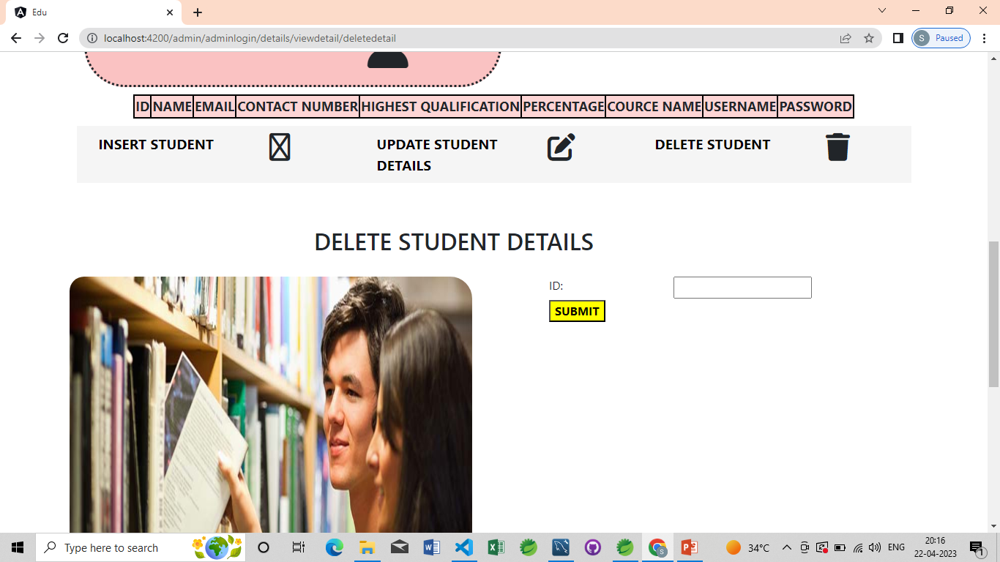 Edu
localhost:4200/admin/adminlogin/details/viewdetail/deletedetail
S
Paused
ID NAME EMAIL CONTACT NUMBER HIGHEST QUALIFICATION PERCENTAGE COURCE NAME USERNAME PASSWORD
INSERT STUDENT
UPDATE STUDENT
DETAILS
DELETE STUDENT
DELETE STUDENT DETAILS
ID:
SUBMIT
Type here to search
34°C
ENG
20:16
22-04-2023
1